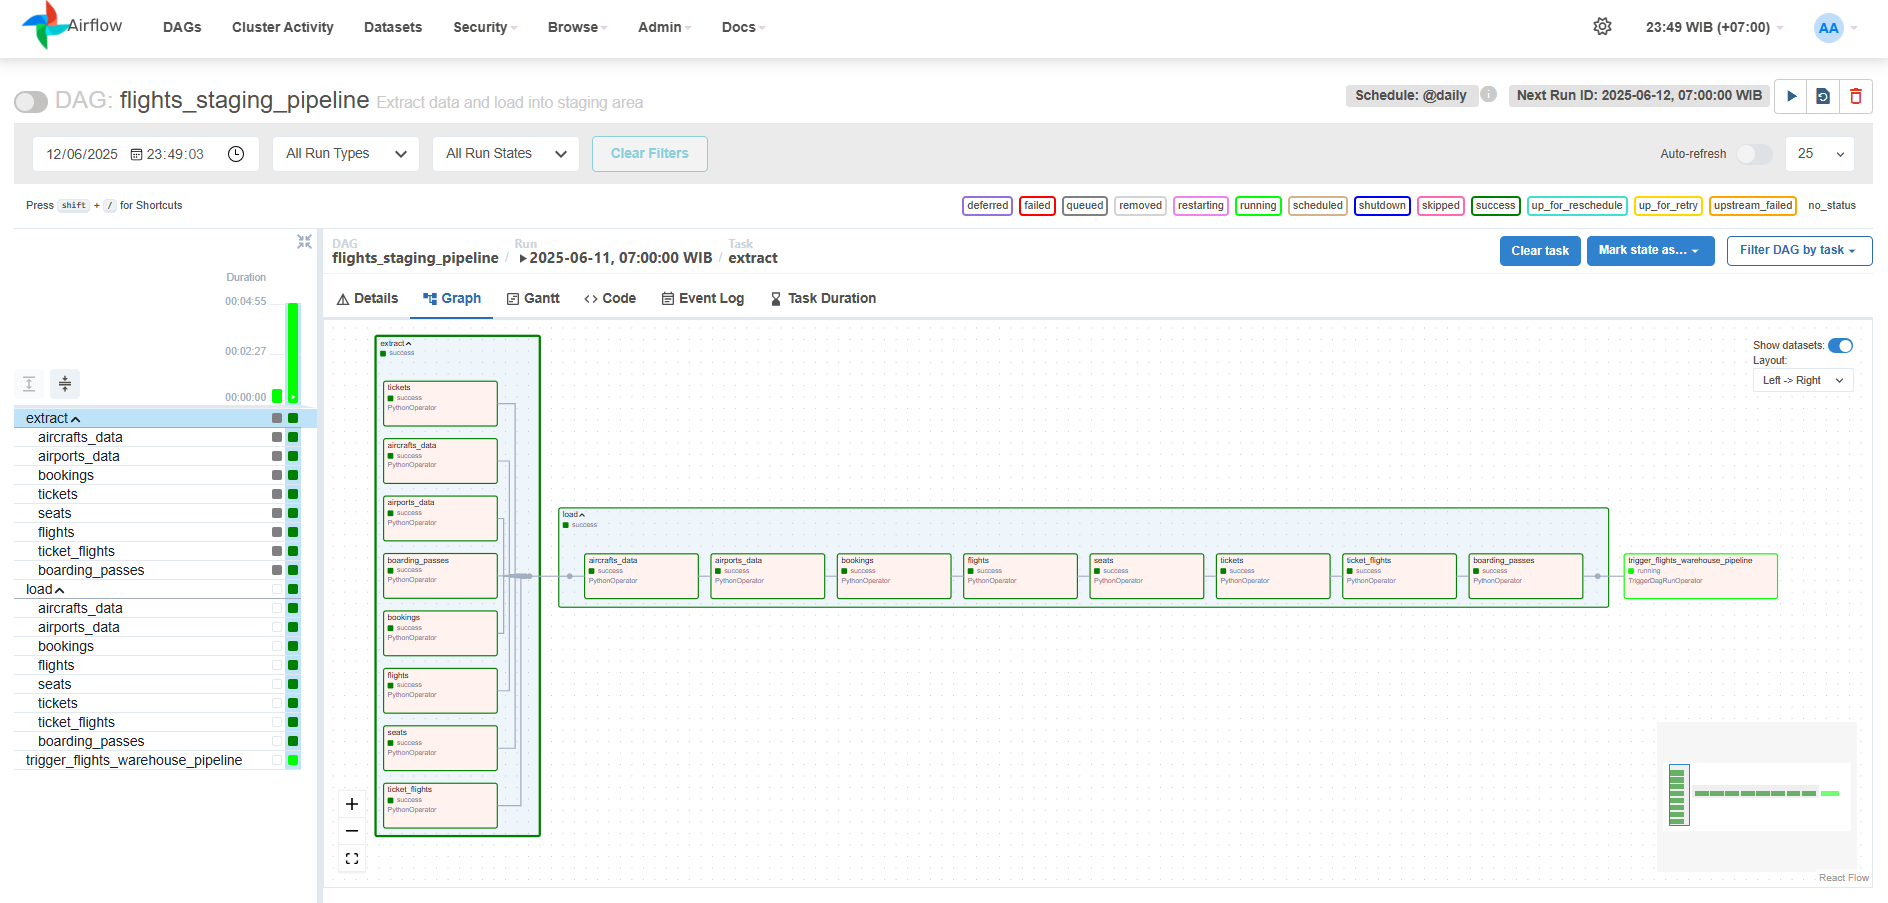 Airflow
DAGs
Cluster Activity
Datasets
Security
Browse
Admin
Docs
23:49 WIB (+07:00)
AA
DAG: flights_staging_pipeline Extract data and load into staging area
Schedule: @daily
i
Next Run ID: 2025-06-12, 07:00:00 WIB
12/06/2025 23:49:03
All Run Types
All Run States
Clear Filters
Auto-refresh
25
Press shift + / for Shortcuts
deferred
failed
queued
removed
restarting
running
scheduled
shutdown
skipped
success
up_for_reschedule
up_for_retry
upstream_failed
no_status
Duration
00:04:55
00:02:27
00:00:00
extract
aircrafts_data
airports_data
bookings
tickets
seats
flights
ticket_flights
boarding_passes
load
aircrafts_data
airports_data
bookings
flights
seats
tickets
ticket_flights
boarding_passes
trigger_flights_warehouse_pipeline
DAG
flights_staging_pipeline
/
Run
2025-06-11, 07:00:00 WIB
/
Task
extract
Clear task
Mark state as...
Filter DAG by task
Details
Graph
Gantt
Code
Event Log
Task Duration
extract
success
tickets
success
PythonOperator
aircrafts_data
success
PythonOperator
airports_data
success
PythonOperator
boarding_passes
success
PythonOperator
bookings
success
PythonOperator
flights
success
PythonOperator
seats
success
PythonOperator
ticket_flights
success
PythonOperator
load
success
aircrafts_data
success
PythonOperator
airports_data
success
PythonOperator
bookings
success
PythonOperator
flights
success
PythonOperator
seats
success
PythonOperator
tickets
success
PythonOperator
ticket_flights
success
PythonOperator
boarding_passes
success
PythonOperator
trigger_flights_warehouse_pipeline
running
TriggerDagRunOperator
Show datasets:
Layout:
Left -> Right
React Flow